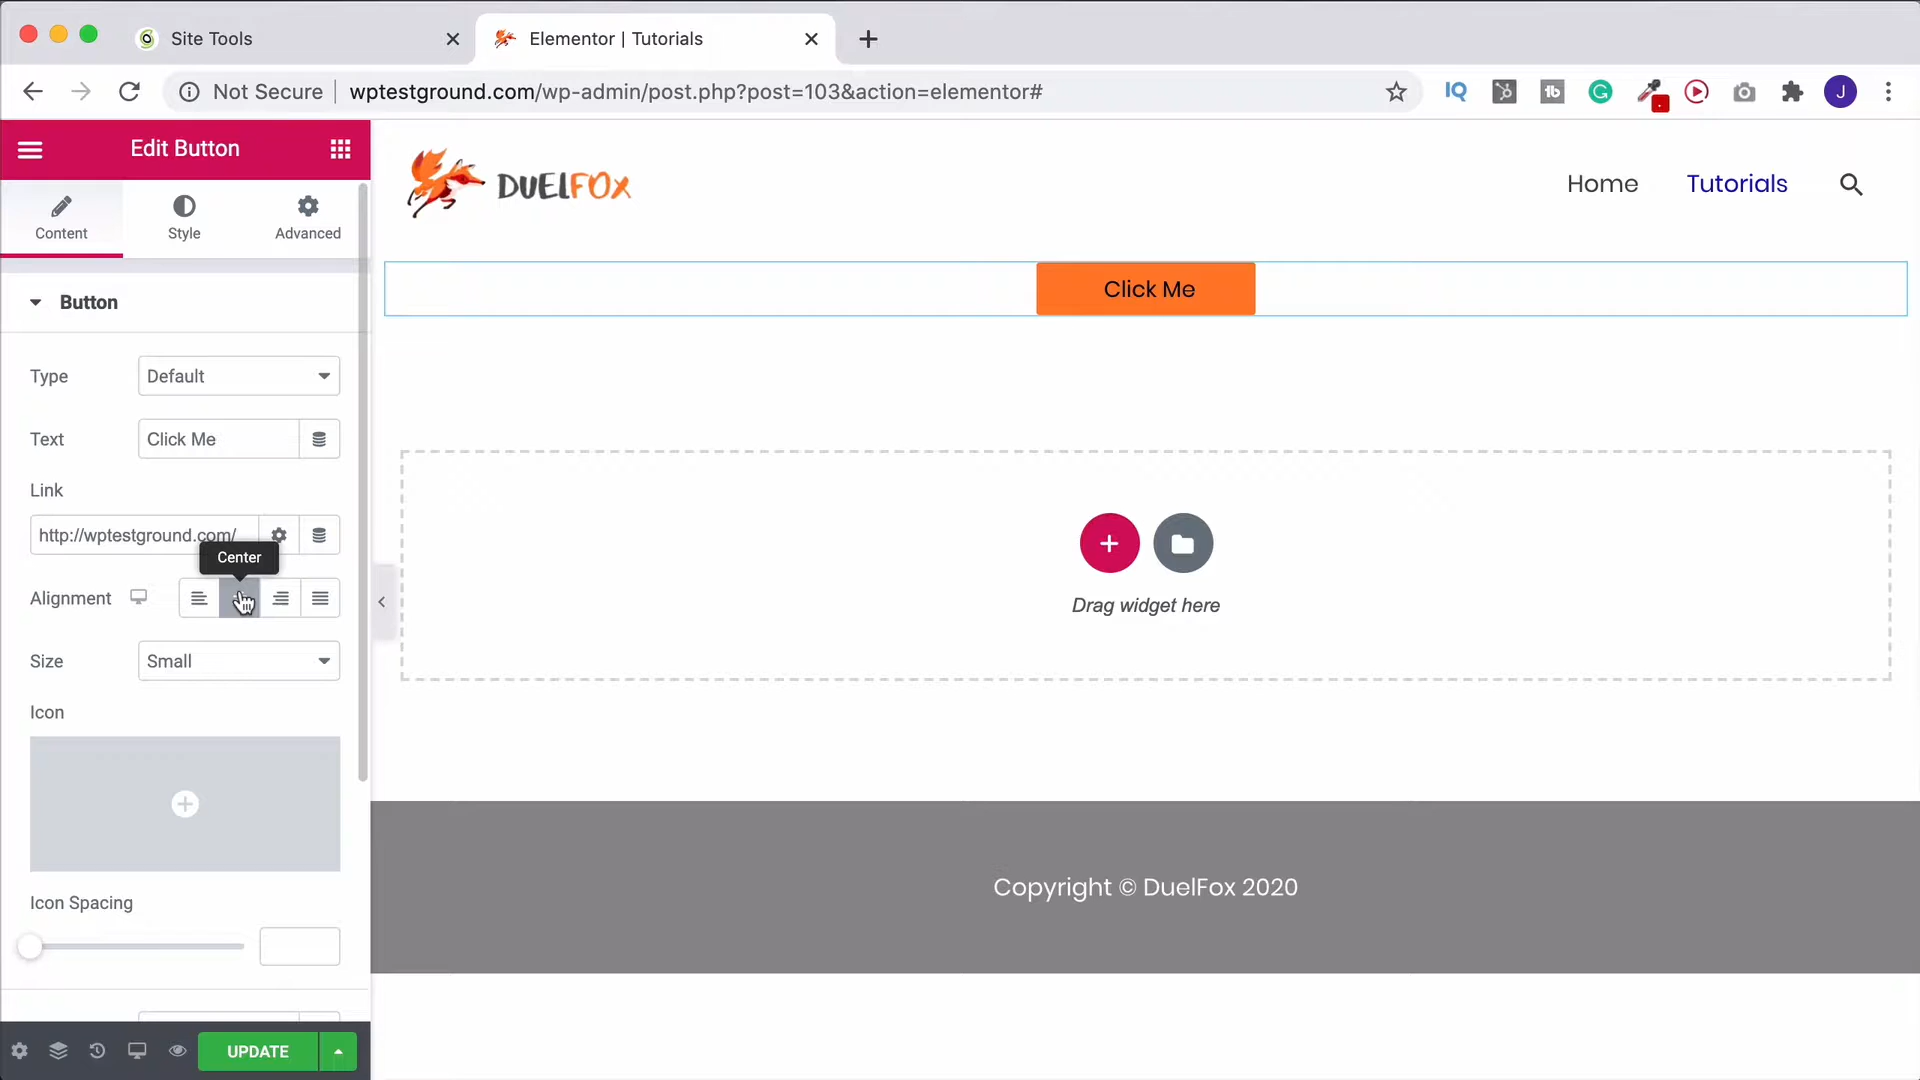 Site Tools
Elementor | Tutorials
Not Secure
wptestground.com/wp-admin/post.php?post=103&action=elementor#
IQ
tb
J
Edit Button
Content
Style
Advanced
DUELFOX
Home
Tutorials
Click Me
Button
Type
Default
Text
Click Me
Link
http://wptestground.com/
Center
Alignment
Size
Small
Icon
Icon Spacing
Drag widget here
Copyright © DuelFox 2020
UPDATE